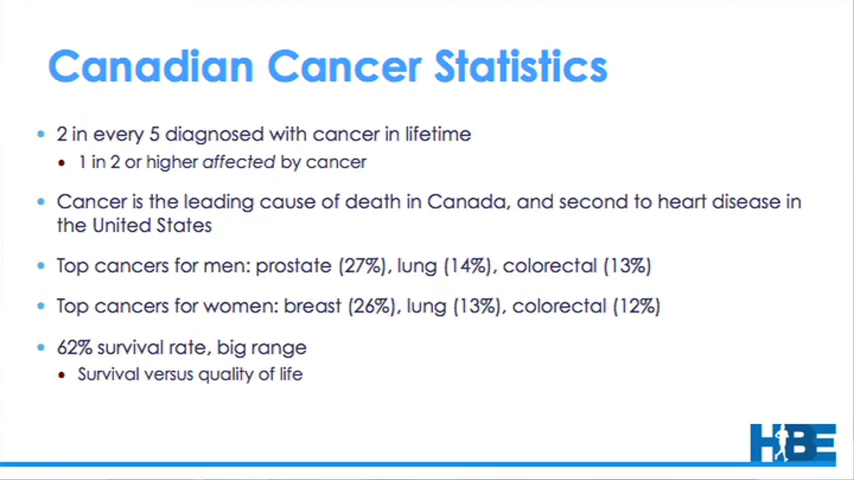 Canadian Cancer Statistics
• 2 in every 5 diagnosed with cancer in lifetime
• 1 in 2 or higher affected by cancer
• Cancer is the leading cause of death in Canada, and second to heart disease in
the United States
• Top cancers for men: prostate (27%), lung (14%), colorectal (13%)
• Top cancers for women: breast (26%), lung (13%), colorectal (12%)
• 62% survival rate, big range
• Survival versus quality of life
HBE